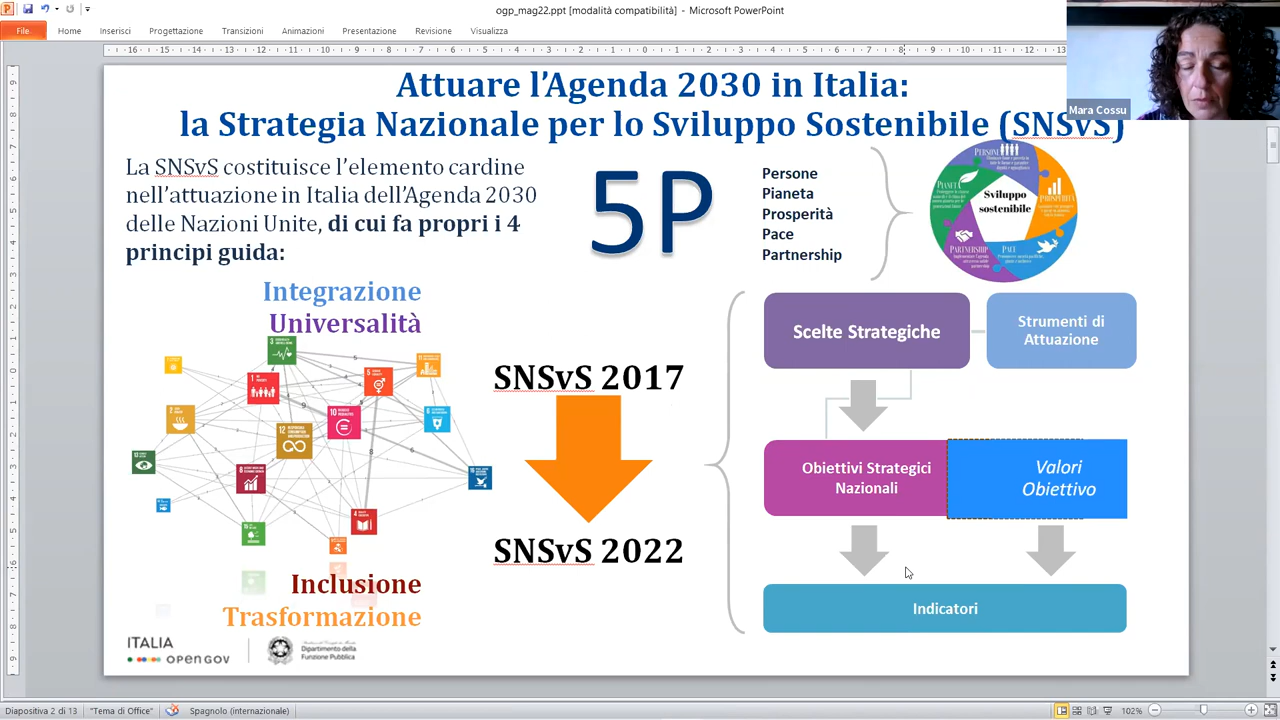 ogp_mag22.ppt [modalità compatibilità] - Microsoft PowerPoint
File
Home
Inserisci
Progettazione
Transizioni
Animazioni
Presentazione
Revisione
Visualizza
Mara Cossu
Attuare l'Agenda 2030 in Italia:
la Strategia Nazionale per lo Sviluppo Sostenibile (SNSvS)
La SNSvS costituisce l'elemento cardine
nell'attuazione in Italia dell'Agenda 2030
delle Nazioni Unite, di cui fa propri i 4
principi guida:
Integrazione
Universalità
Inclusione
Trasformazione
5P
Persone
Pianeta
Prosperità
Pace
Partnership
PERSONE
PIANETA
PROSPERITÀ
PARTNERSHIP
PACE
Sviluppo
sostenibile
SNSvS 2017
SNSvS 2022
Scelte Strategiche
Strumenti di
Attuazione
Obiettivi Strategici
Nazionali
Valori
Obiettivo
Indicatori
ITALIA
OPEN GOV
Dipartimento della
Funzione Pubblica
Diapositiva 2 di 13
"Tema di Office"
Spagnolo (internazionale)
102%